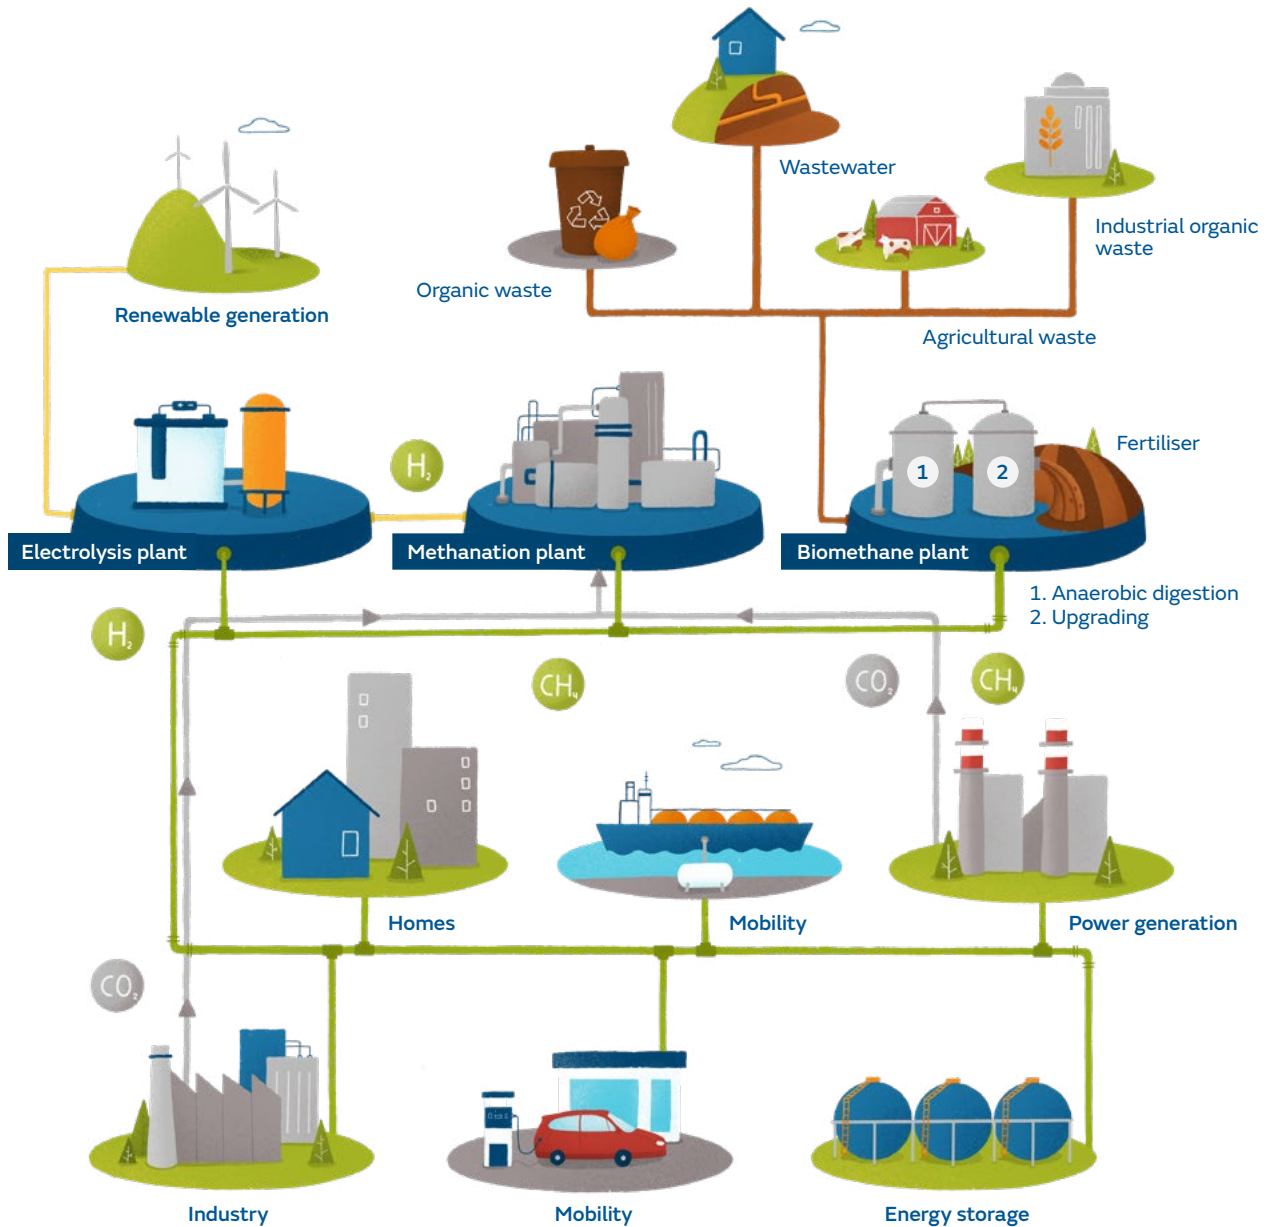 Wastewater
Industrial organic
waste
Organic waste
Renewable generation
Agricultural waste
Fertiliser
H₂
1
2
Electrolysis plant
Methanation plant
Biomethane plant
1. Anaerobic digestion
2. Upgrading
H₂
CH₄
CO₂
CH₄
Homes
Mobility
Power generation
CO₂
Industry
Mobility
Energy storage